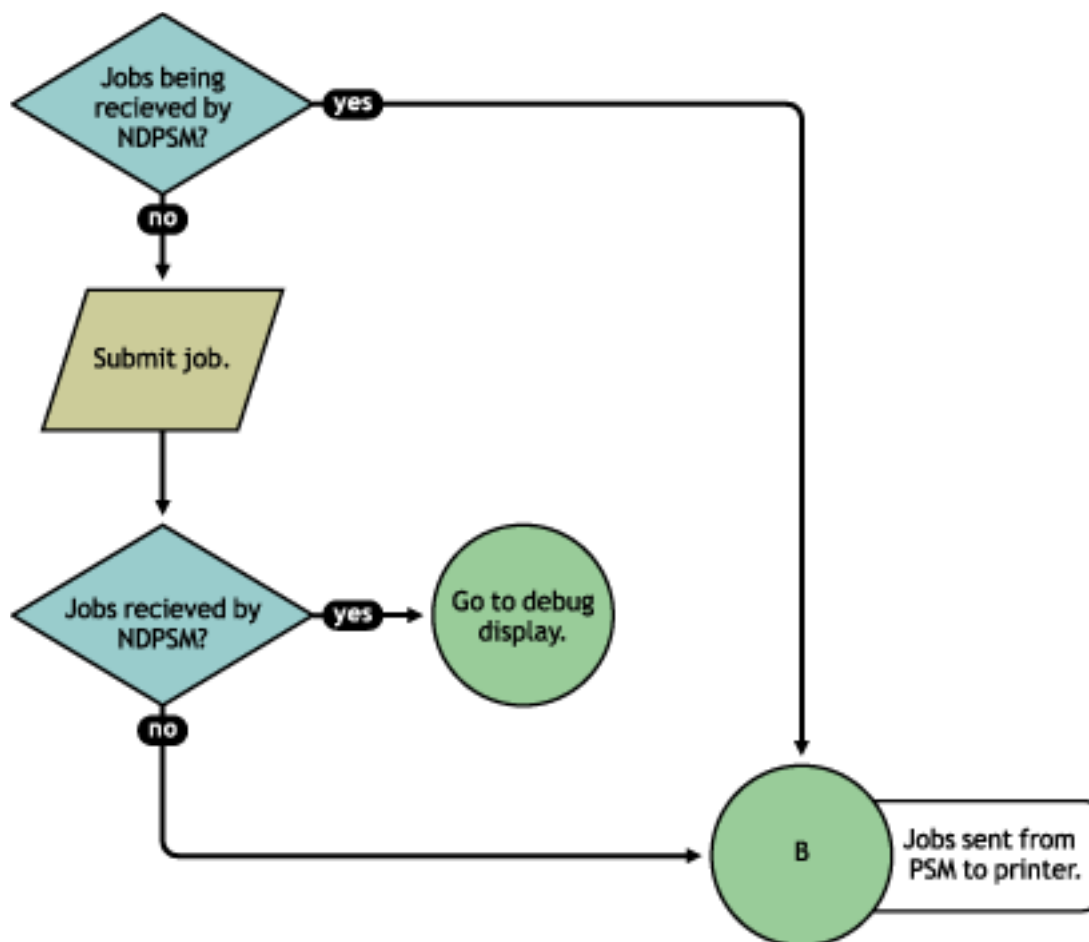 Jobs being
recieved by
NDPSM?
yes
no
Submit job.
Jobs recieved by
NDPSM?
yes
Go to debug
display.
no
B
Jobs sent from
PSM to printer.